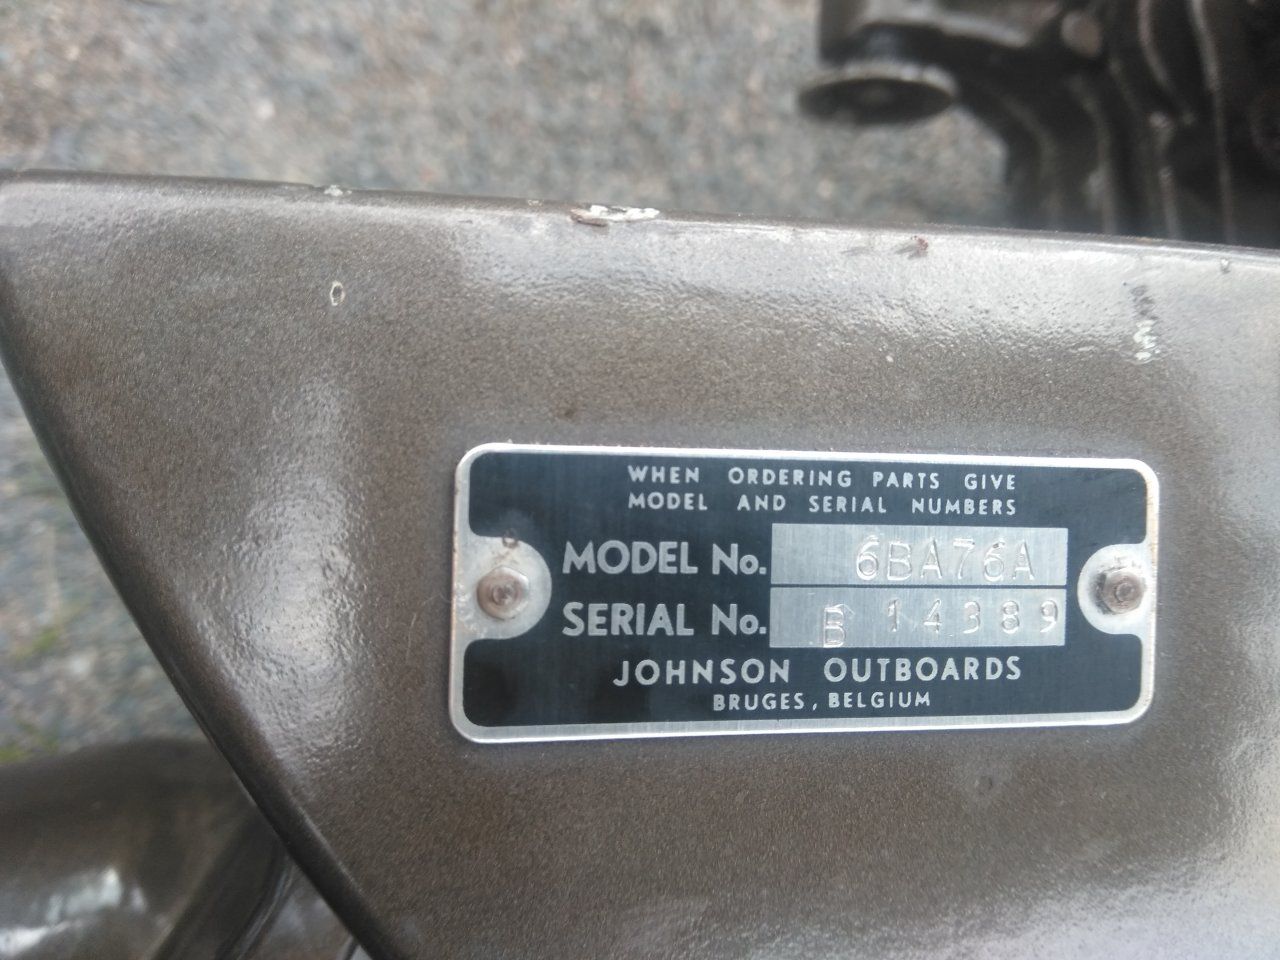 WHEN ORDERING PARTS GIVE
MODEL AND SERIAL NUMBERS
MODEL No. 6BA76A
SERIAL No. B 14389
JOHNSON OUTBOARDS
BRUGES, BELGIUM